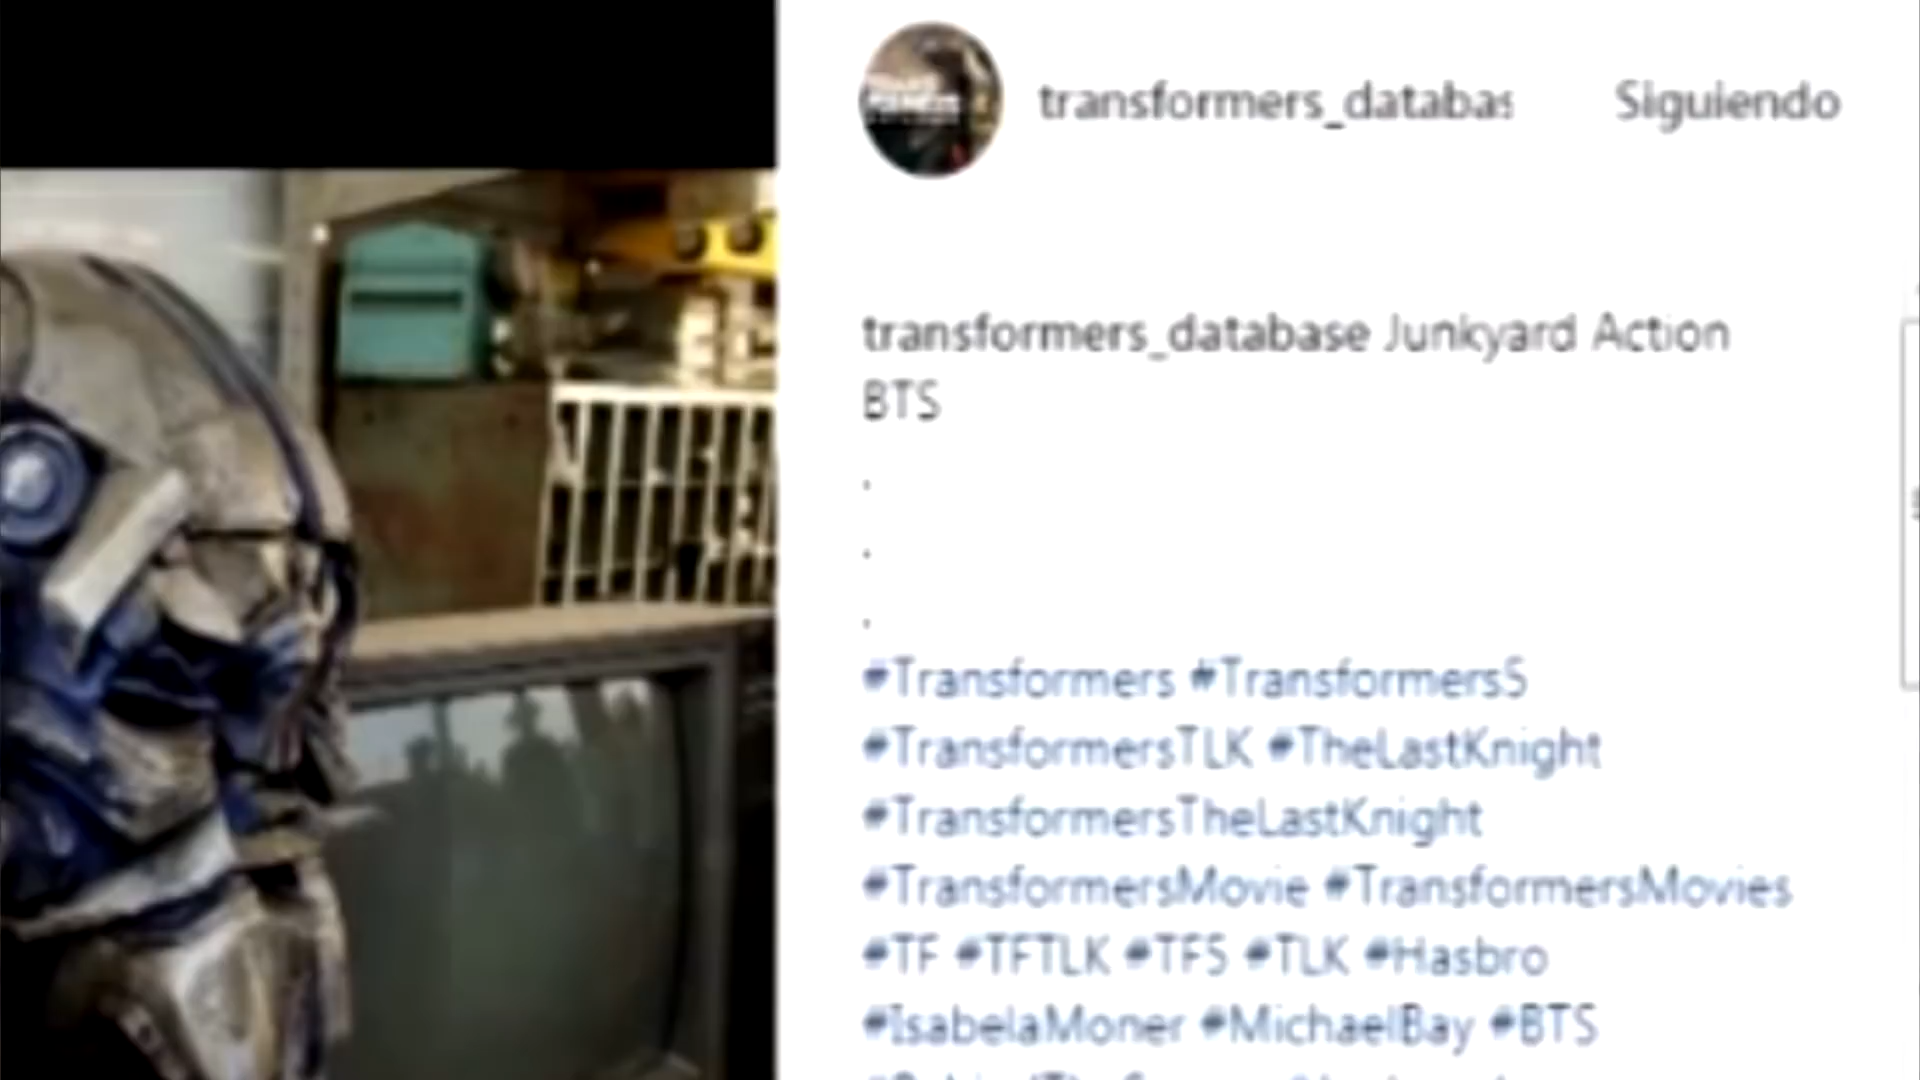 transformers_databas Siguiendo
transformers_database Junkyard Action
BTS
.
.
.
#Transformers #Transformers5
#TransformersTLK #TheLastKnight
#TransformersTheLastKnight
#TransformersMovie #TransformersMovies
#TF #TFTLK #TF5 #TLK #Hasbro
#IsabelaMoner #MichaelBay #BTS